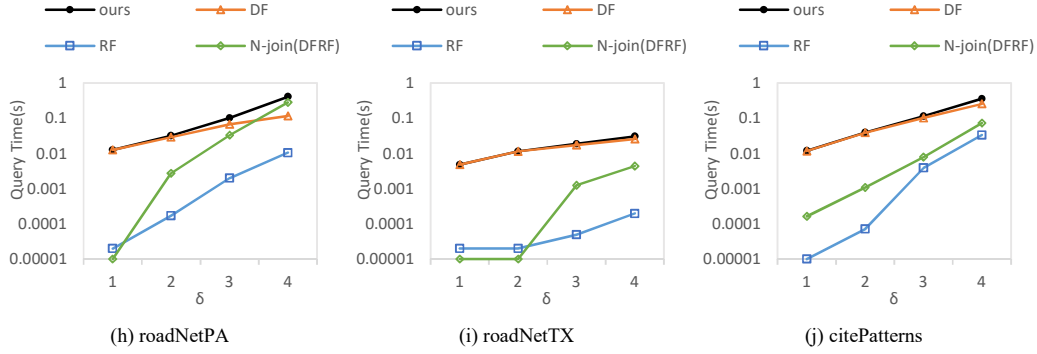 ours DF
RF N-join(DFRF)
Query Time(s)
1
0.1
0.01
0.001
0.0001
0.00001
1 2 3 4
δ
(h) roadNetPA
ours DF
RF N-join(DFRF)
Query Time(s)
1
0.1
0.01
0.001
0.0001
0.00001
1 2 3 4
δ
(i) roadNetTX
ours DF
RF N-join(DFRF)
Query Time(s)
1
0.1
0.01
0.001
0.0001
0.00001
1 2 3 4
δ
(j) citePatterns